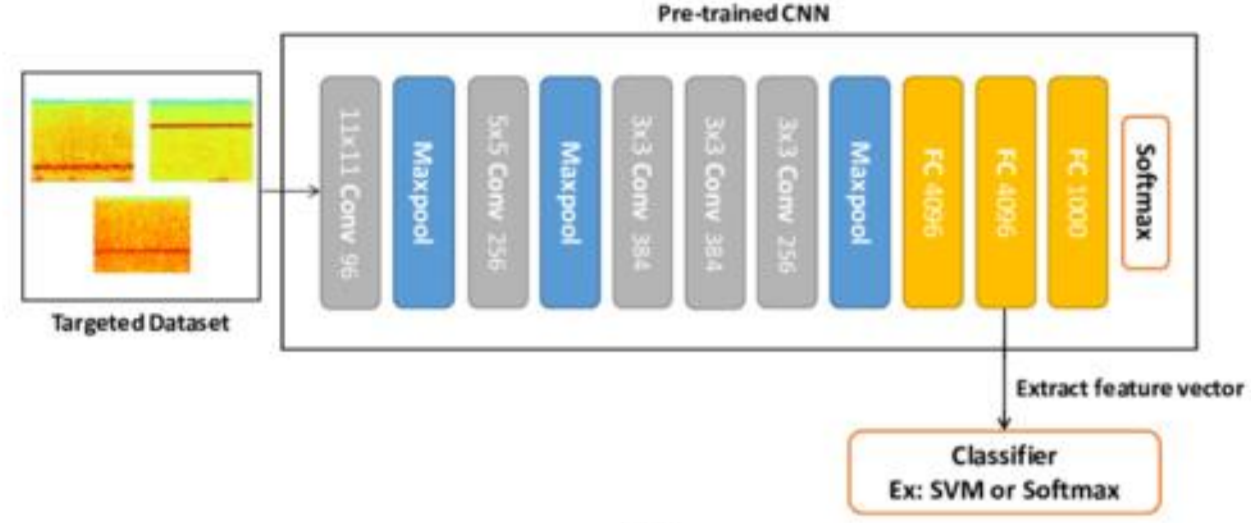 Pre-trained CNN
11x11 Conv 96
Maxpool
5x5 Conv 256
Maxpool
3x3 Conv 384
3x3 Conv 384
3x3 Conv 256
Maxpool
FC 4096
FC 4096
FC 1000
Softmax
Targeted Dataset
Extract feature vector
Classifier
Ex: SVM or Softmax